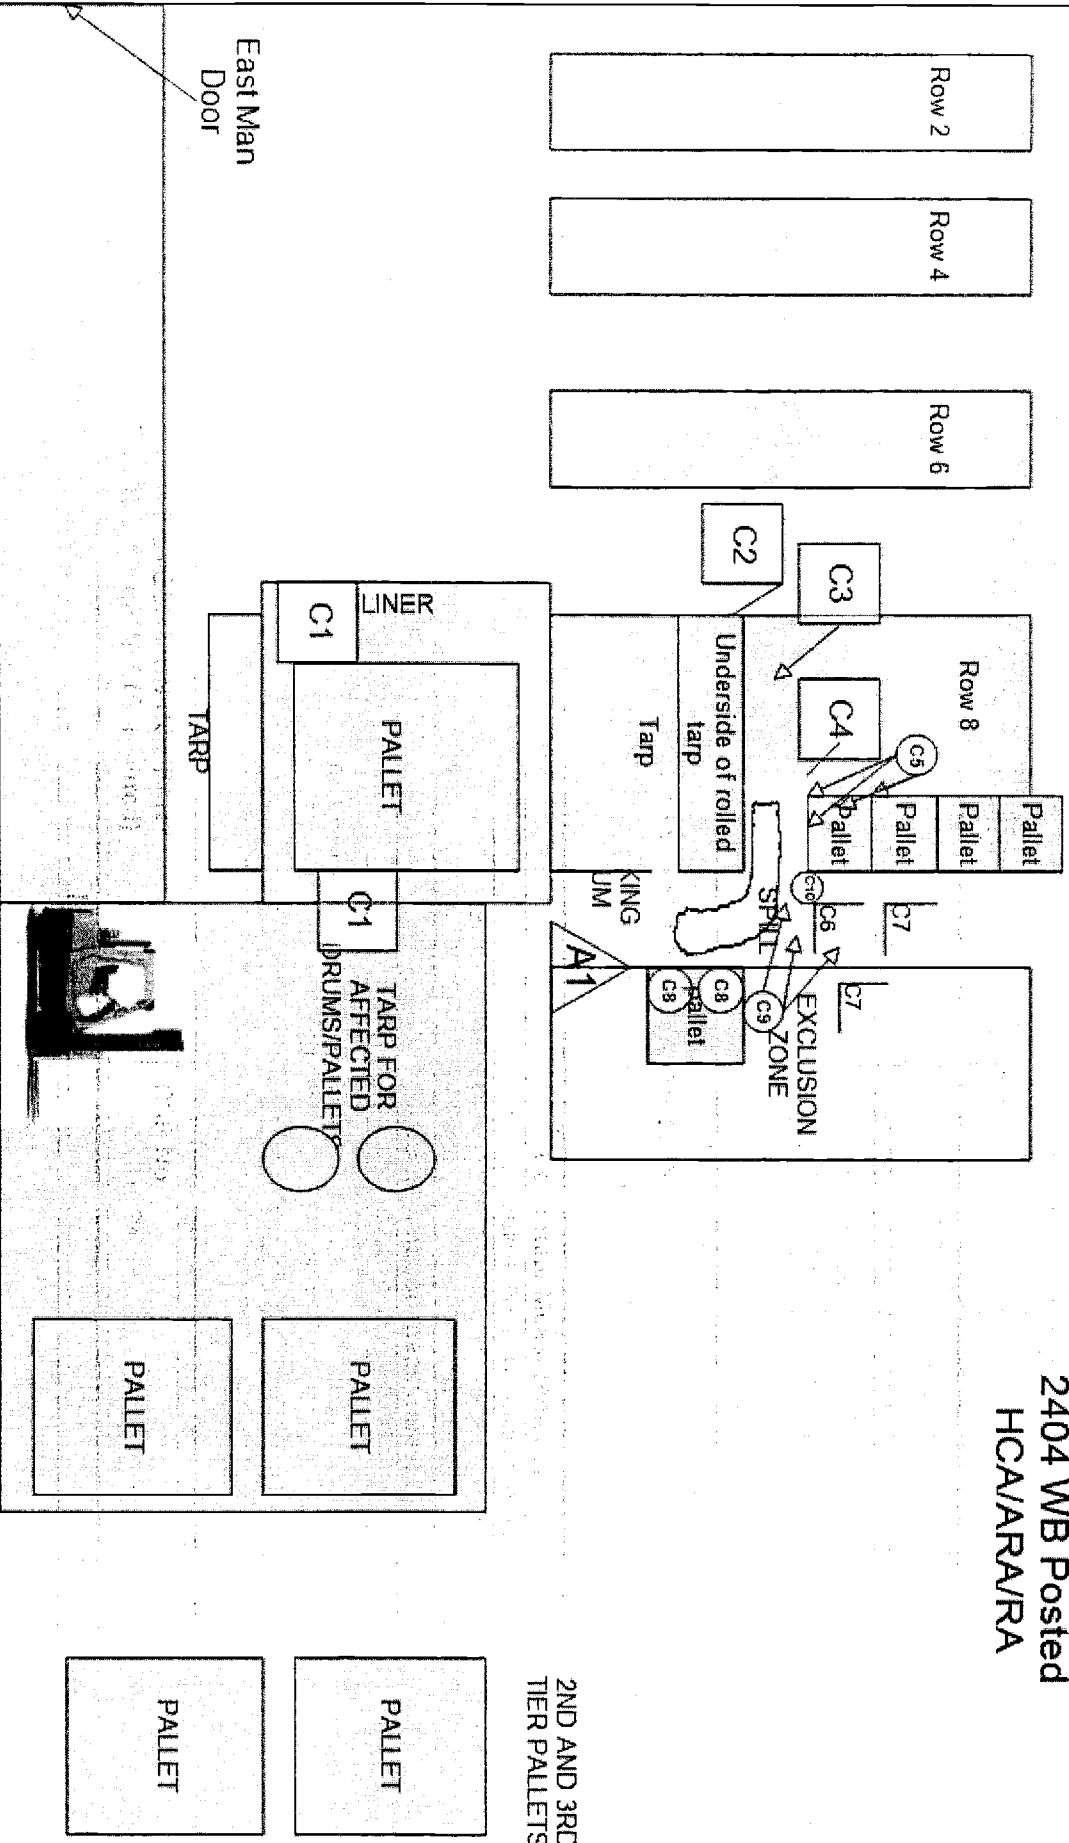 2404 WB Posted
HCA/ARA/RA
Row 2
Row 4
Row 6
Row 8
East Man
Door
C2
C3
C4
C5
Pallet
Pallet
Pallet
Pallet
Underside of rolled
tarp
Tarp
SPILL
C10
C6
C7
C7
KING
UM
A1
C8
C8
Pallet
C9
EXCLUSION
ZONE
LINER
C1
PALLET
TARP
C1
TARP FOR
AFFECTED
DRUMS/PALLETS
PALLET
PALLET
2ND AND 3RD
TIER PALLETS
PALLET
PALLET